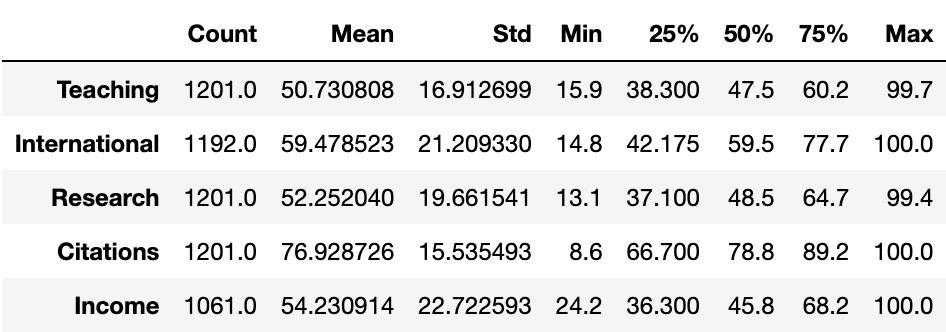 Count Mean Std Min 25% 50% 75% Max
Teaching 1201.0 50.730808 16.912699 15.9 38.300 47.5 60.2 99.7
International 1192.0 59.478523 21.209330 14.8 42.175 59.5 77.7 100.0
Research 1201.0 52.252040 19.661541 13.1 37.100 48.5 64.7 99.4
Citations 1201.0 76.928726 15.535493 8.6 66.700 78.8 89.2 100.0
Income 1061.0 54.230914 22.722593 24.2 36.300 45.8 68.2 100.0